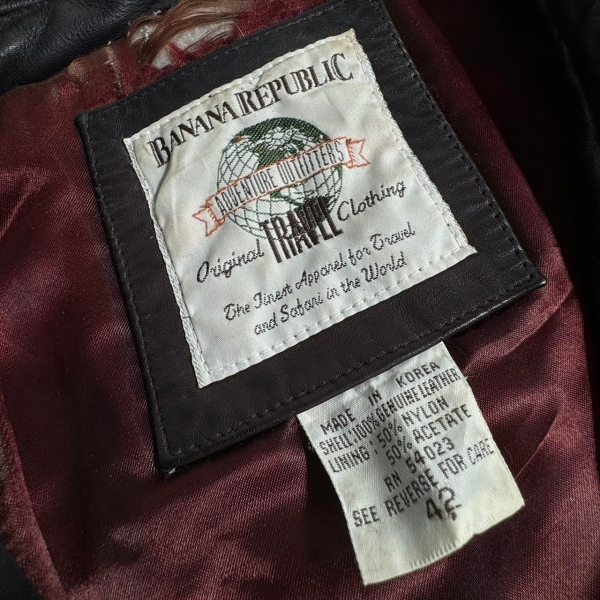 BANANA REPUBLIC
ADVENTURE OUTFITTERS
Original TRAVEL Clothing
The Finest Apparel for Travel
and Safari in the World
MADE IN KOREA
SHELL:100% GENUINE LEATHER
LINING: 50% NYLON
50% ACETATE
RN 54023
SEE REVERSE FOR CARE
42